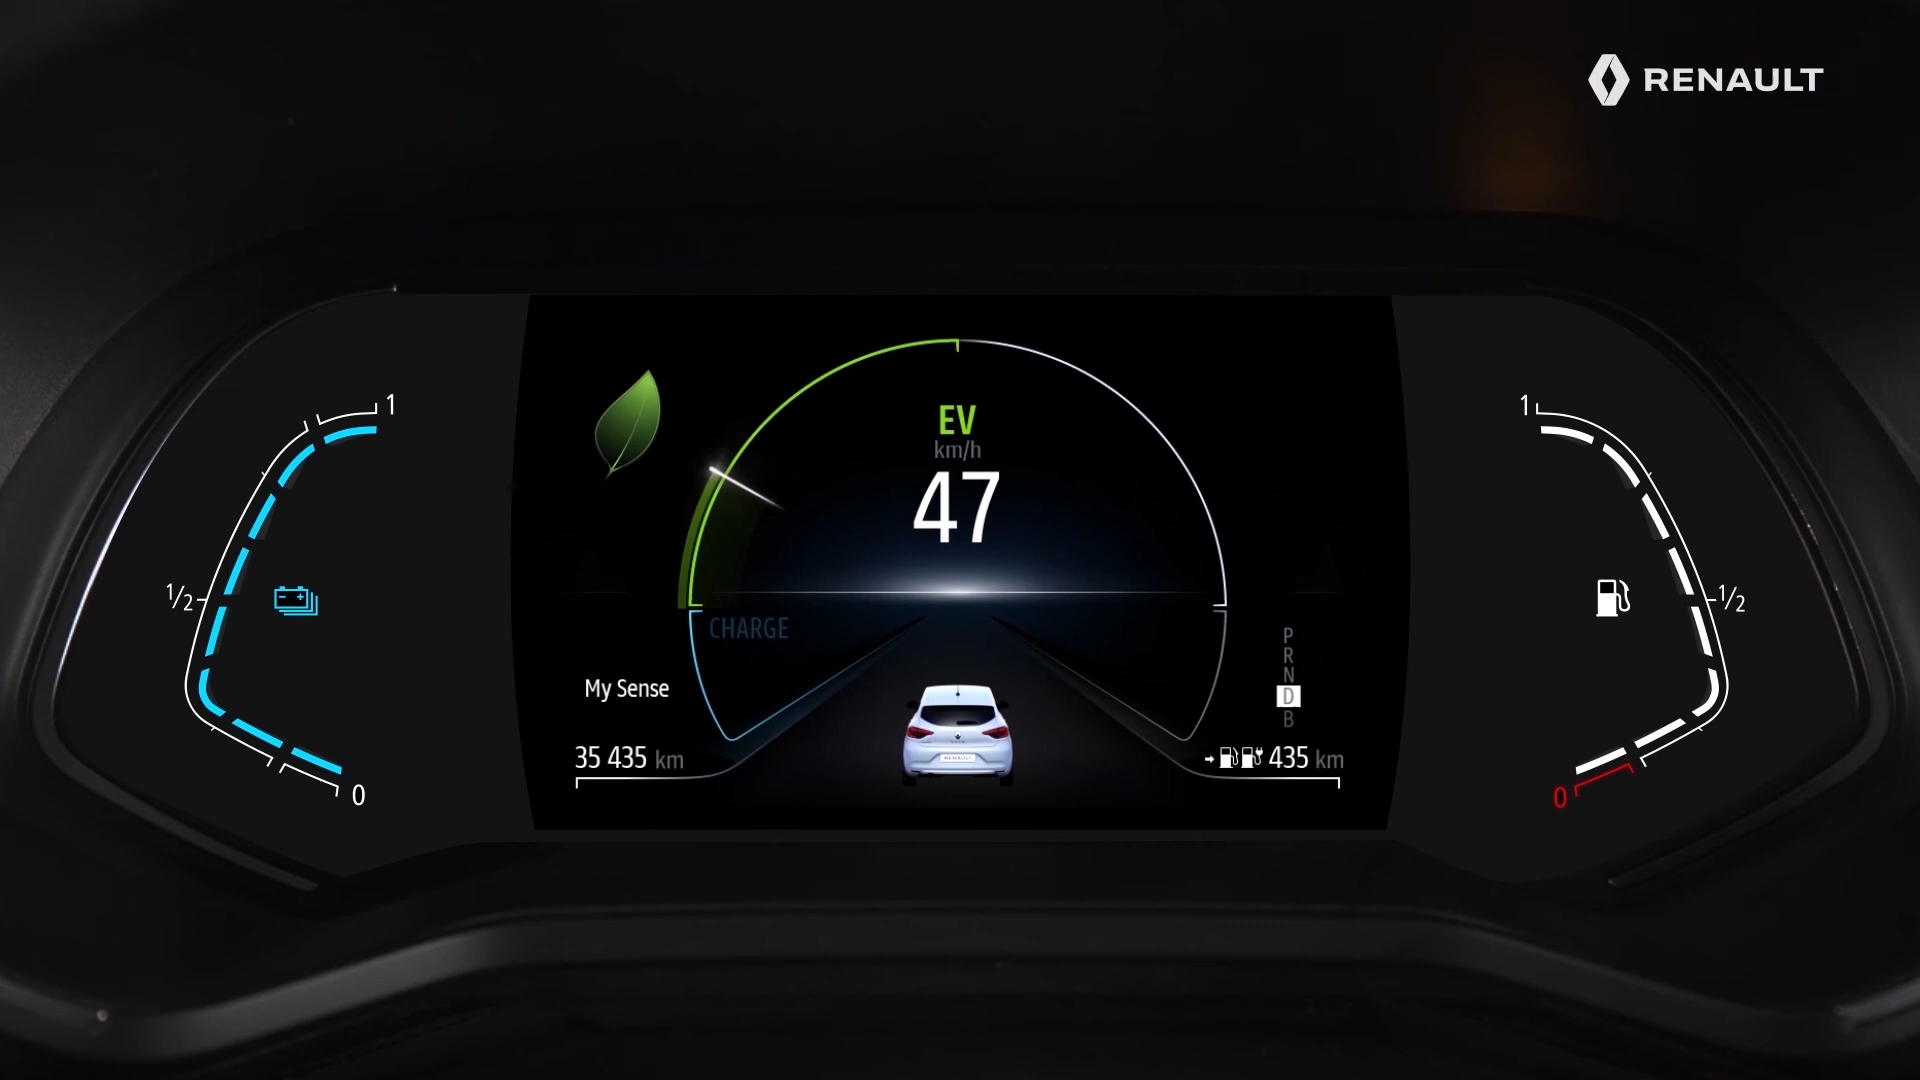 RENAULT
1
1/2
0
EV
km/h
47
CHARGE
My Sense
35 435 km
P
R
N
D
B
435 km
RENAULT
1
1/2
0